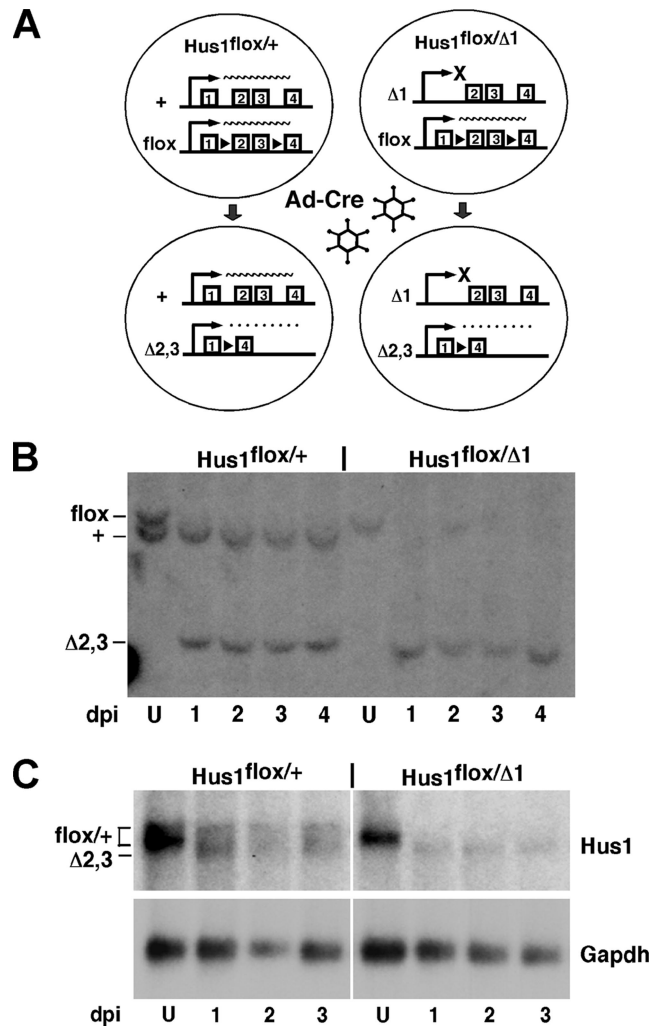 A
Hus1flox/+
Hus1flox/Δ1
+
1 2 3 4
flox
1 2 3 4
Δ1
X
2 3 4
flox
1 2 3 4
Ad-Cre
+
1 2 3 4
Δ2,3
1 4
Δ1
X
2 3 4
Δ2,3
1 4
B
Hus1flox/+ Hus1flox/Δ1
flox
+
Δ2,3
dpi U 1 2 3 4 U 1 2 3 4
C
Hus1flox/+ Hus1flox/Δ1
flox/+
Δ2,3
Hus1
Gapdh
dpi U 1 2 3 U 1 2 3